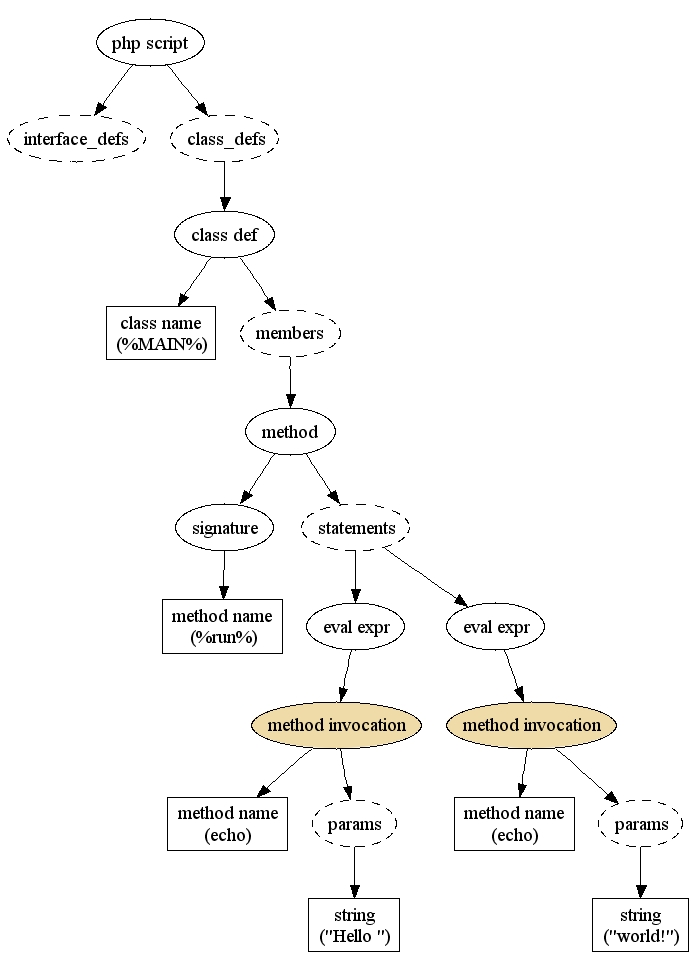 php script
interface_defs
class_defs
class def
class name
(%MAIN%)
members
method
signature
statements
method name
(%run%)
eval expr
eval expr
method invocation
method invocation
method name
(echo)
params
method name
(echo)
params
string
("Hello ")
string
("world!")